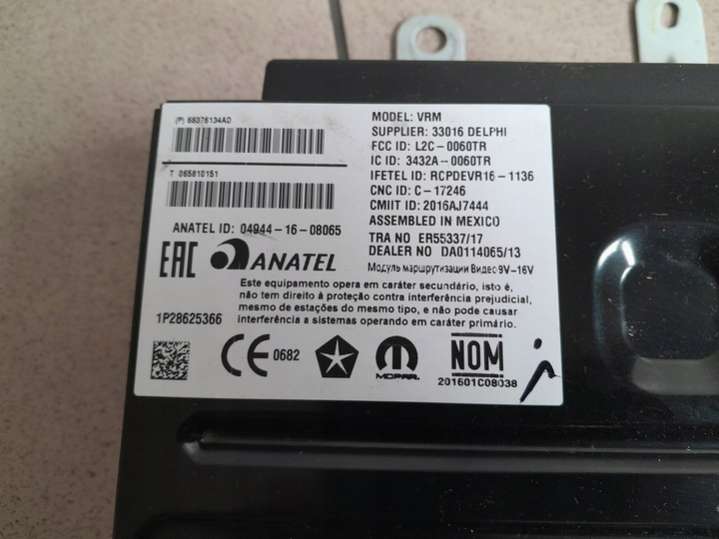 (P) 68376134AD
T 065810151
ANATEL ID: 04944-16-08065
EAC ANATEL
MODEL: VRM
SUPPLIER: 33016 DELPHI
FCC ID: L2C-0060TR
IC ID: 3432A-0060TR
IFETEL ID: RCPDEVR16-1136
CNC ID: C-17246
CMIIT ID: 2016AJ7444
ASSEMBLED IN MEXICO
TRA NO ER55337/17
DEALER NO DA0114065/13
Модуль маршрутизации Видео 9V-16V
Este equipamento opera em caráter secundário, isto é,
não tem direito à proteção contra interferência prejudicial,
mesmo de estações do mesmo tipo, e não pode causar
interferência a sistemas operando em caráter primário.
1P28625366
CE 0682
MOPAR
NOM
201601C08038